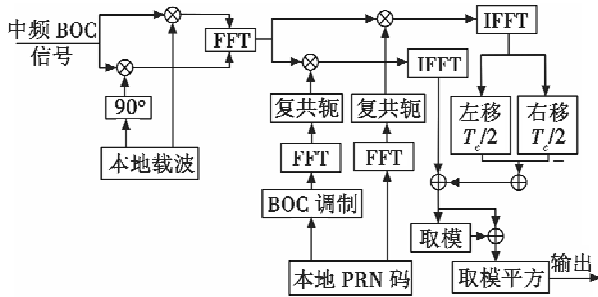 中频 BOC
信号
FFT
IFFT
IFFT
90°
复共轭
复共轭
左移
T_c/2
右移
T_c/2
本地载波
FFT
FFT
BOC 调制
取模
本地 PRN 码
取模平方
输出